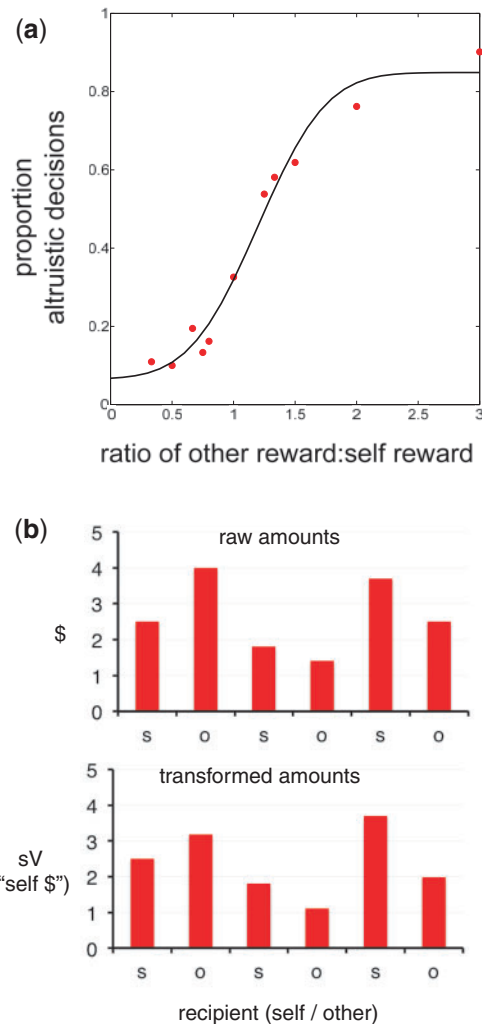 (a)
1
0.8
0.6
0.4
0.2
0
0 0.5 1 1.5 2 2.5 3
proportion
altruistic decisions
ratio of other reward:self reward
(b)
raw amounts
5
4
3
2
1
0
$
s o s o s o
transformed amounts
5
4
3
2
1
0
sV
“self $”)
s o s o s o
recipient (self / other)